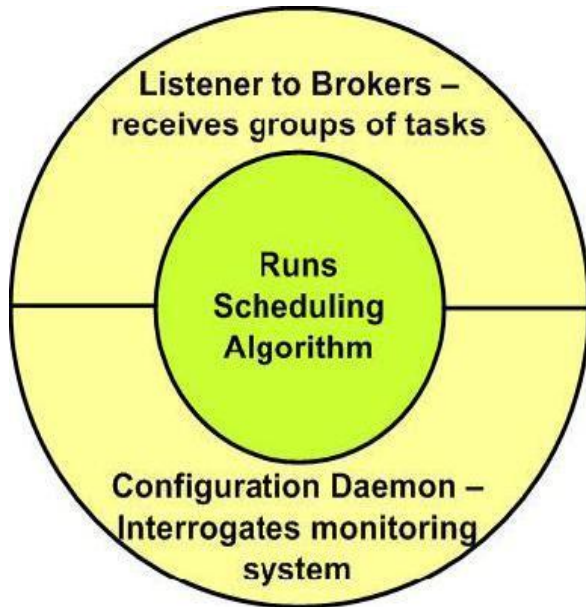 Listener to Brokers –
receives groups of tasks
Runs
Scheduling
Algorithm
Configuration Daemon –
Interrogates monitoring
system